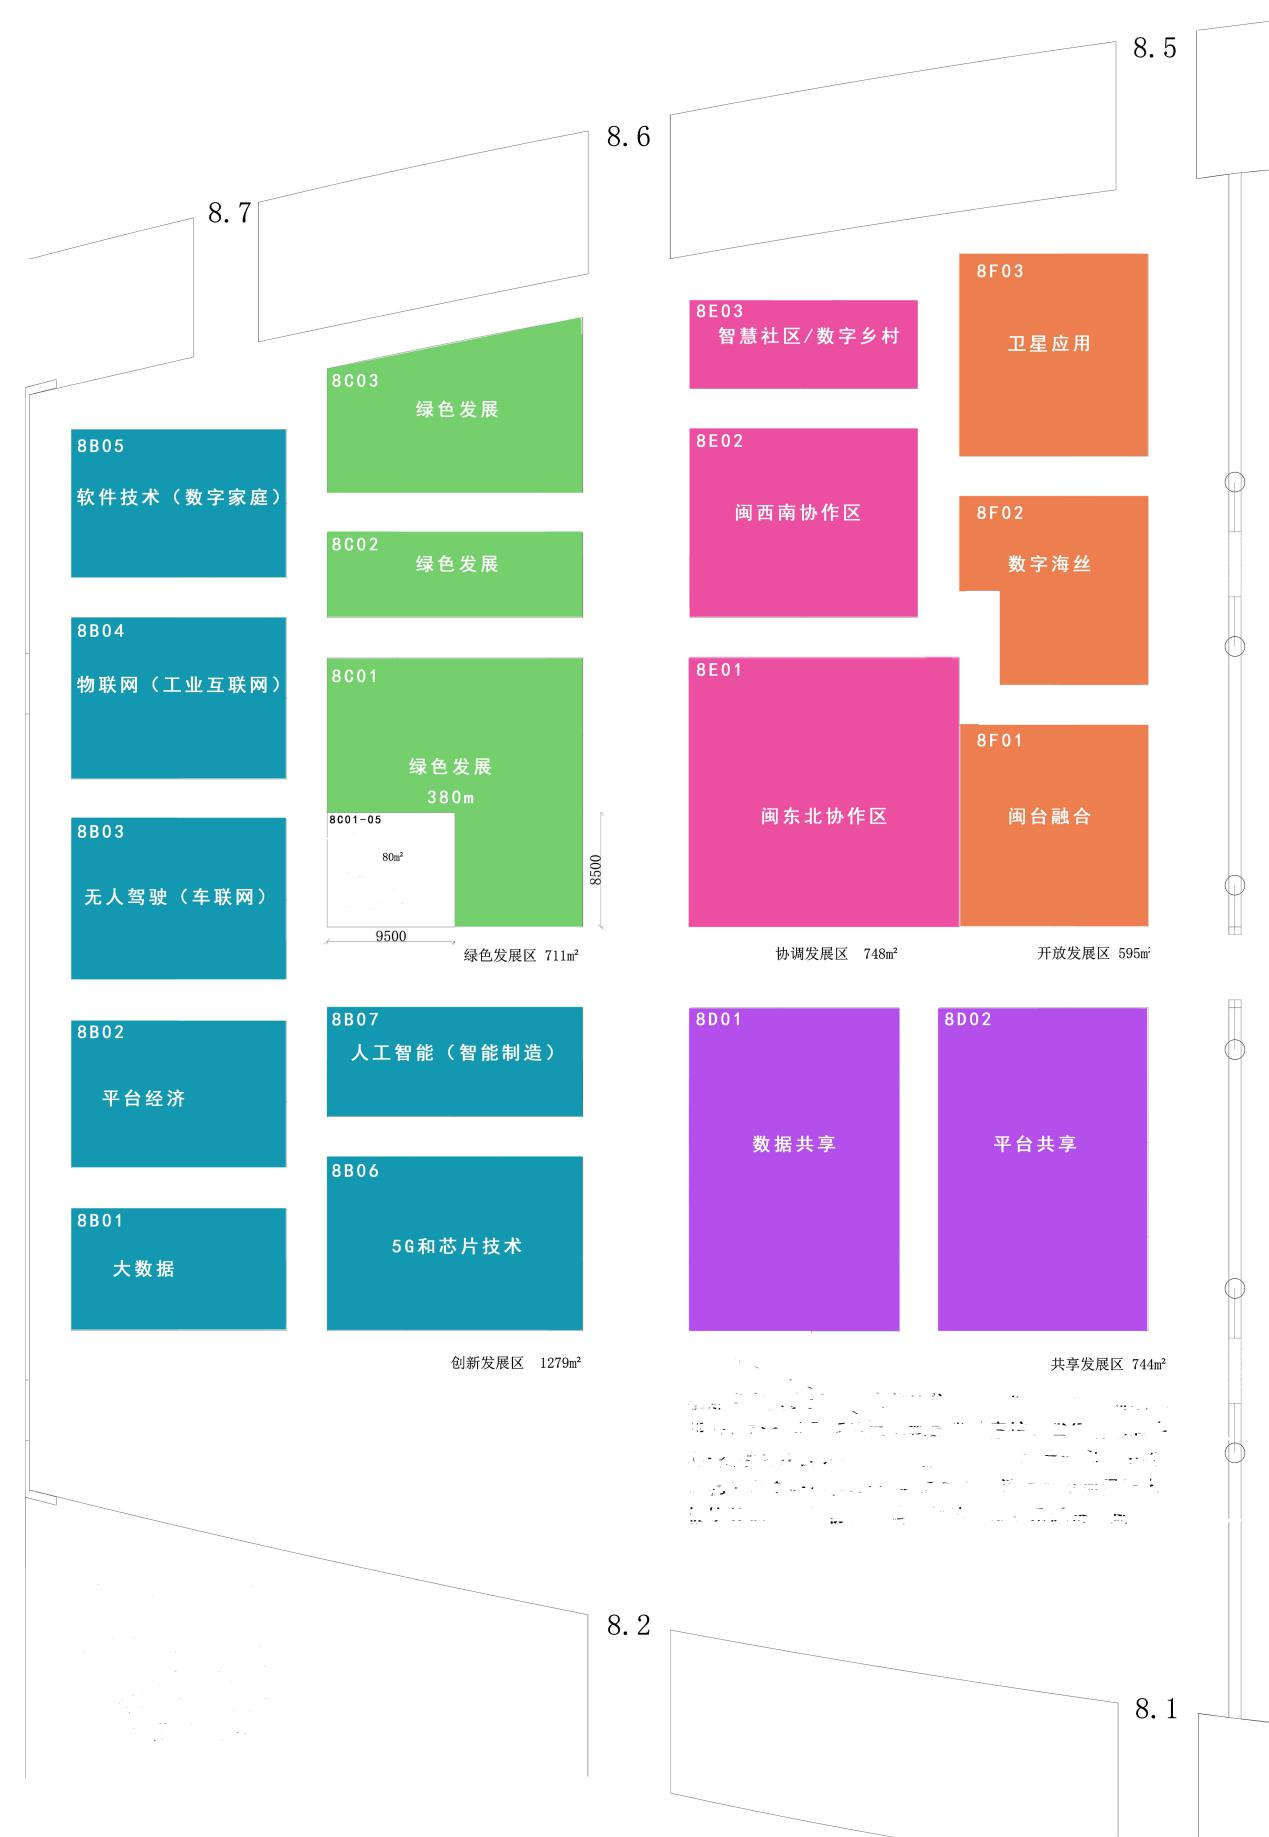 8.5
8.6
8.7
8F03
卫星应用
8E03
智慧社区/数字乡村
8C03
绿色发展
8B05
软件技术（数字家庭）
8E02
闽西南协作区
8F02
数字海丝
8C02
绿色发展
8B04
物联网（工业互联网）
8E01
闽东北协作区
8C01
绿色发展
380m
8C01-05
80m²
8500
9500
8F01
闽台融合
8B03
无人驾驶（车联网）
绿色发展区 711m²
协调发展区 748m²
开放发展区 595m²
8B02
平台经济
8B07
人工智能（智能制造）
8D01
数据共享
8D02
平台共享
8B06
5G和芯片技术
8B01
大数据
创新发展区 1279m²
共享发展区 744m²
8.2
8.1